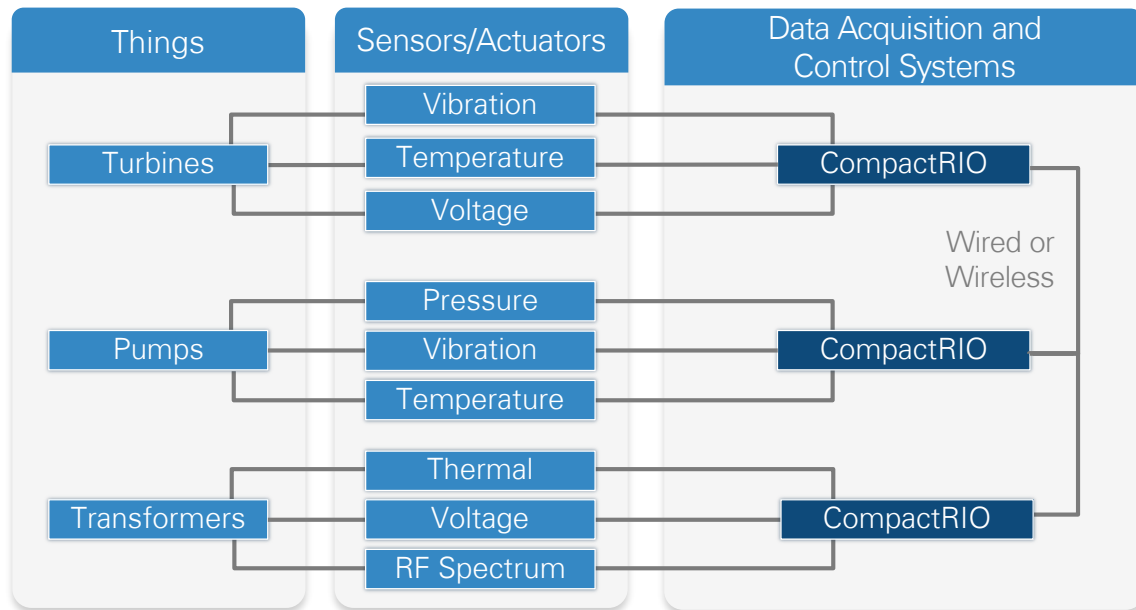 Things
Sensors/Actuators
Data Acquisition and
Control Systems
Vibration
Turbines
Temperature
CompactRIO
Voltage
Wired or
Wireless
Pressure
Pumps
Vibration
CompactRIO
Temperature
Thermal
Transformers
Voltage
CompactRIO
RF Spectrum